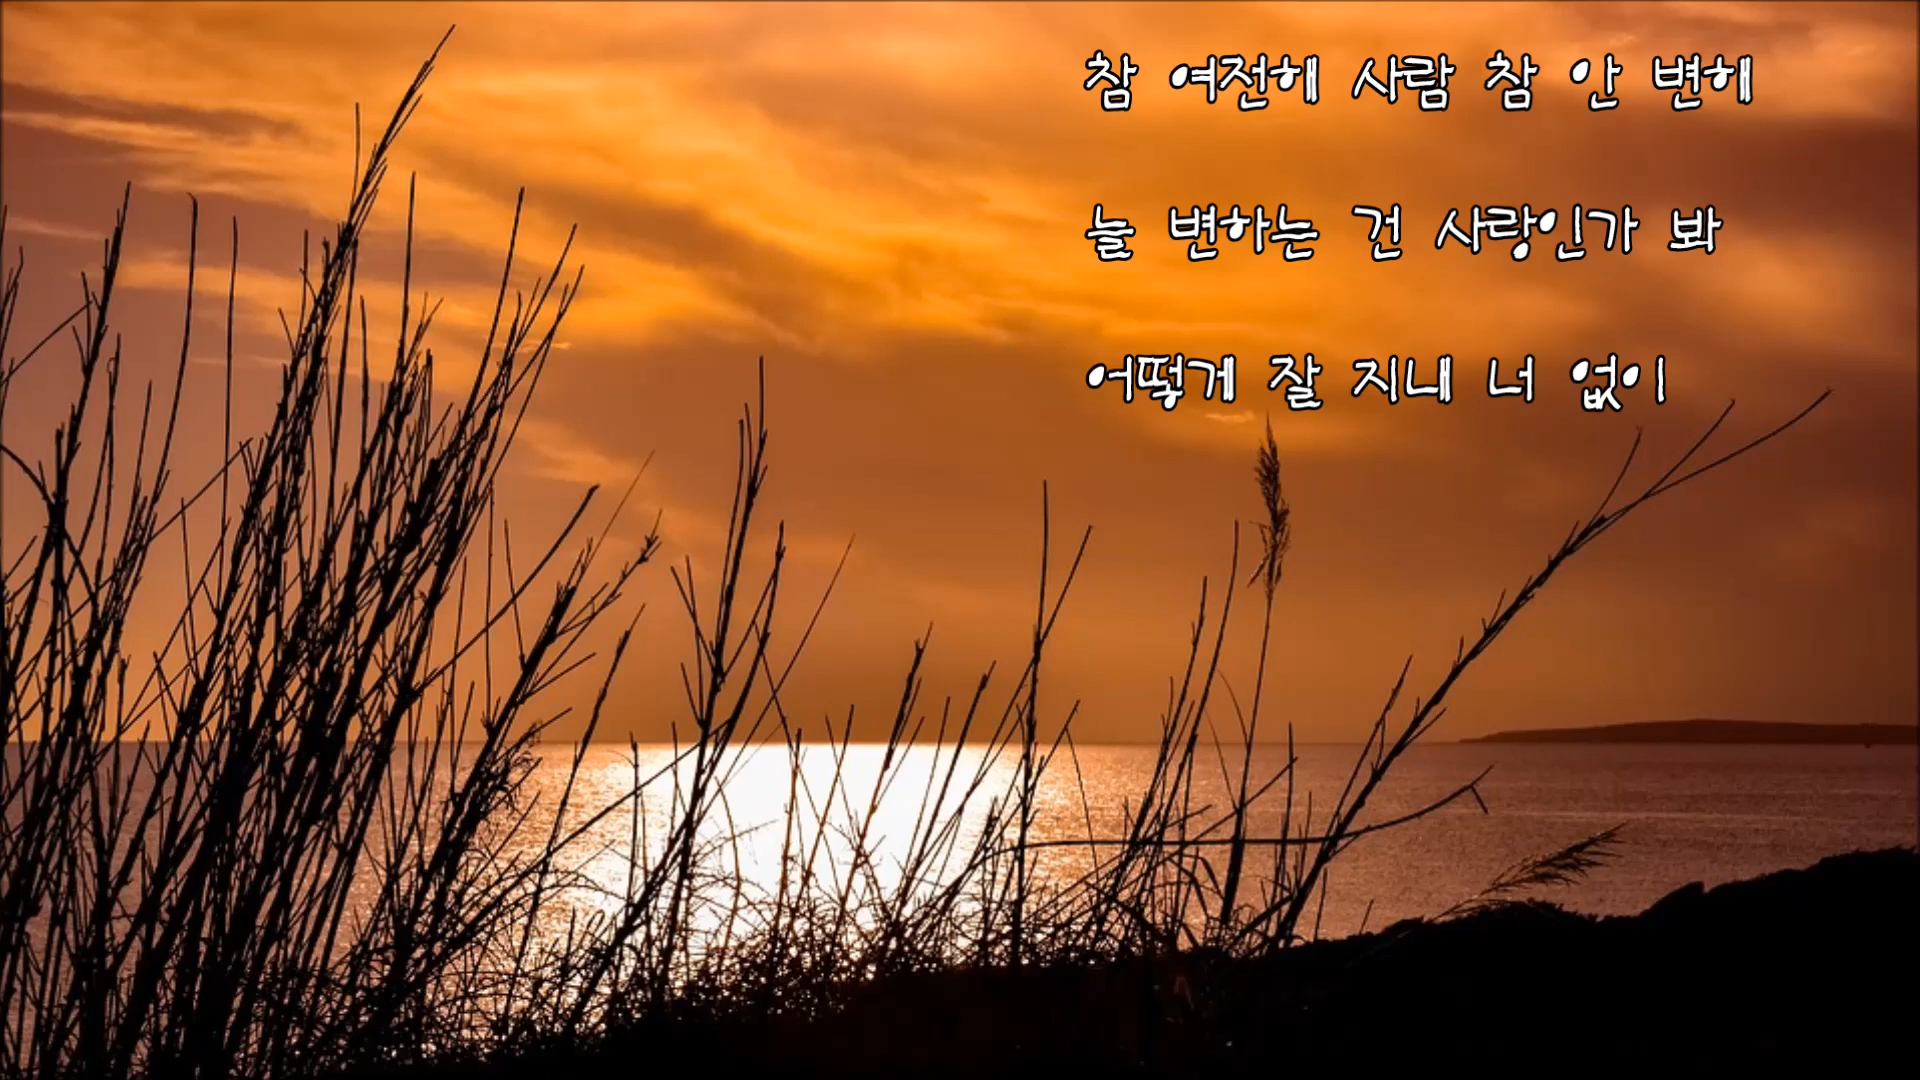 참 여전해 사람 참 안 변해
늘 변하는 건 사랑인가 봐
어떻게 잘 지내 너 없이